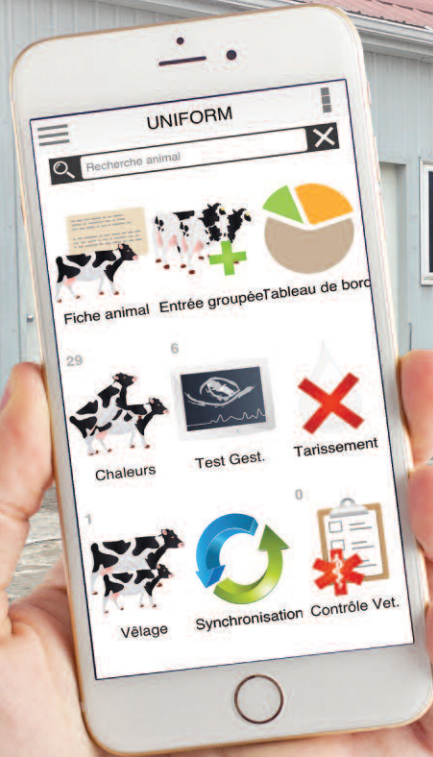 UNIFORM
Recherche animal
Fiche animal Entrée groupée Tableau de bord
29 6
Chaleurs Test Gest. Tarissement
1 0
Vêlage Synchronisation Contrôle Vet.